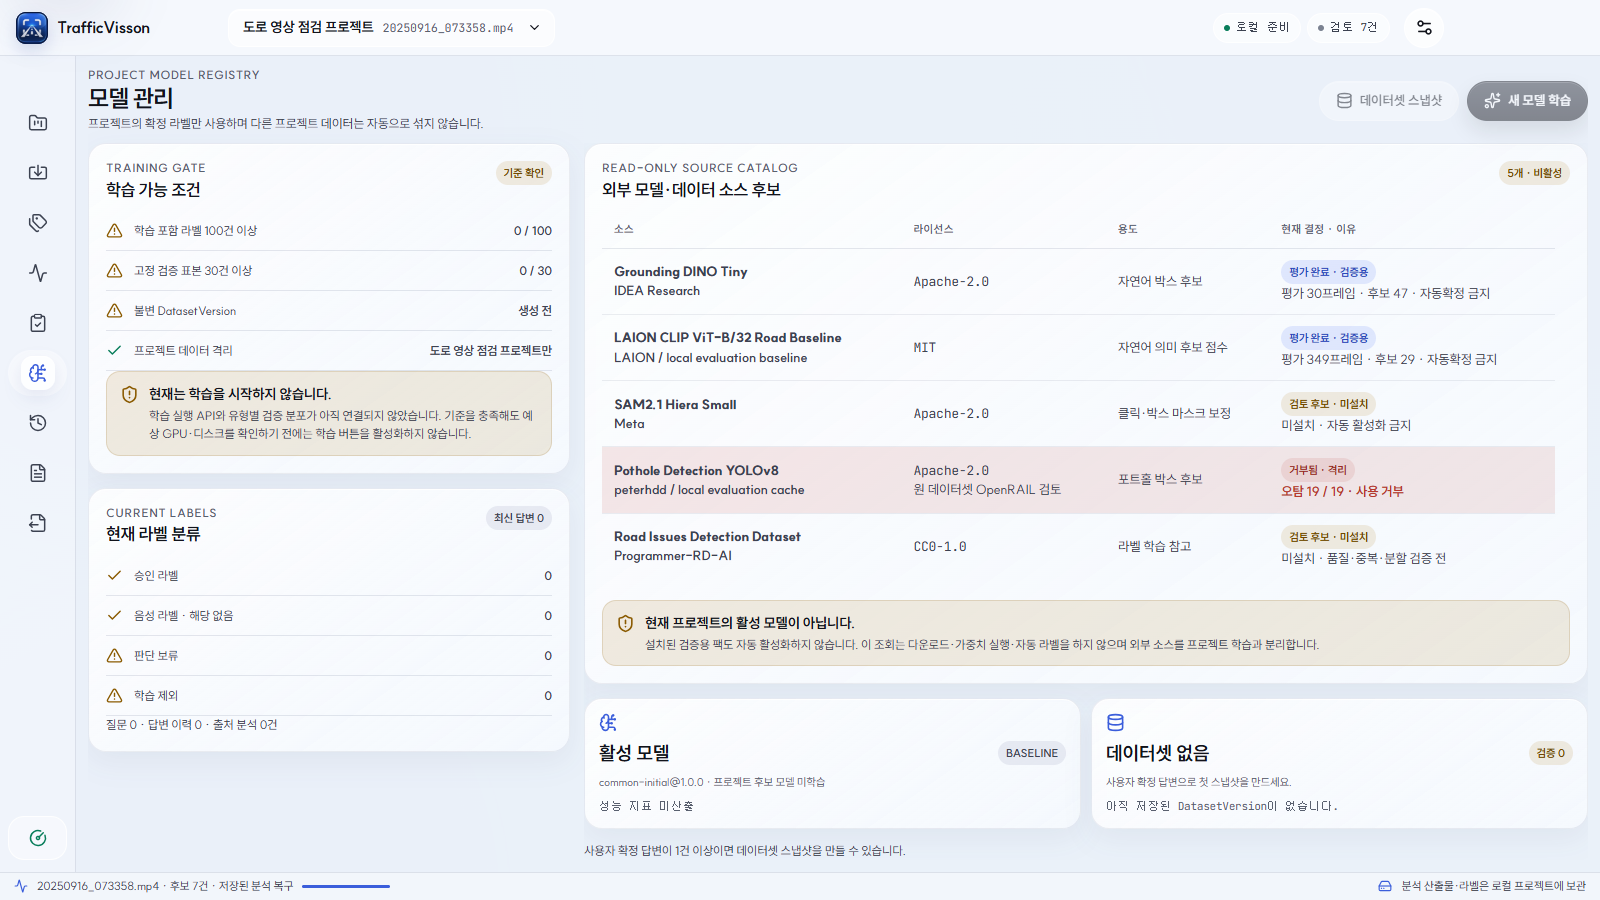 TrafficVisson
도로 영상 점검 프로젝트 20250916_073358.mp4
로컬 준비
검토 7건
PROJECT MODEL REGISTRY
모델 관리
프로젝트의 확정 라벨만 사용하며 다른 프로젝트 데이터는 자동으로 섞지 않습니다.
데이터셋 스냅샷
새 모델 학습
TRAINING GATE
학습 가능 조건
기준 확인
학습 포함 라벨 100건 이상 0 / 100
고정 검증 표본 30건 이상 0 / 30
불변 DatasetVersion 생성 전
프로젝트 데이터 격리 도로 영상 점검 프로젝트만
현재는 학습을 시작하지 않습니다.
학습 실행 API와 유형별 검증 분포가 아직 연결되지 않았습니다. 기준을 충족해도 예
상 GPU·디스크를 확인하기 전에는 학습 버튼을 활성화하지 않습니다.
CURRENT LABELS
현재 라벨 분류
최신 답변 0
승인 라벨 0
음성 라벨 · 해당 없음 0
판단 보류 0
학습 제외 0
질문 0 · 답변 이력 0 · 출처 분석 0건
READ-ONLY SOURCE CATALOG
외부 모델·데이터 소스 후보
5개 · 비활성
소스 라이선스 용도 현재 결정 · 이유
Grounding DINO Tiny
IDEA Research
Apache-2.0
자연어 박스 후보
평가 완료 · 검증용
평가 30프레임 · 후보 47 · 자동확정 금지
LAION CLIP ViT-B/32 Road Baseline
LAION / local evaluation baseline
MIT
자연어 의미 후보 점수
평가 완료 · 검증용
평가 349프레임 · 후보 29 · 자동확정 금지
SAM2.1 Hiera Small
Meta
Apache-2.0
클릭·박스 마스크 보정
검토 후보 · 미설치
미설치 · 자동 활성화 금지
Pothole Detection YOLOv8
peterhdd / local evaluation cache
Apache-2.0
원 데이터셋 OpenRAIL 검토
포트홀 박스 후보
거부됨 · 격리
오탐 19 / 19 · 사용 거부
Road Issues Detection Dataset
Programmer-RD-AI
CC0-1.0
라벨 학습 참고
검토 후보 · 미설치
미설치 · 품질·중복·분할 검증 전
현재 프로젝트의 활성 모델이 아닙니다.
설치된 검증용 팩도 자동 활성화하지 않습니다. 이 조회는 다운로드·가중치 실행·자동 라벨을 하지 않으며 외부 소스를 프로젝트 학습과 분리합니다.
활성 모델
BASELINE
common-initial@1.0.0 · 프로젝트 후보 모델 미학습
성능 지표 미산출
데이터셋 없음
검증 0
사용자 확정 답변으로 첫 스냅샷을 만드세요.
아직 저장된 DatasetVersion이 없습니다.
사용자 확정 답변이 1건 이상이면 데이터셋 스냅샷을 만들 수 있습니다.
20250916_073358.mp4 · 후보 7건 · 저장된 분석 복구
분석 산출물·라벨은 로컬 프로젝트에 보관